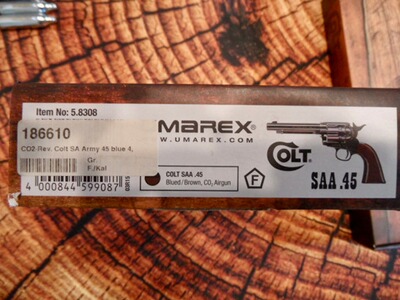 Item No: 5.8308
186610
CO2-Rev. Colt SA Army 45 blue 4,
Gr.
F./Kal
4 000844 599087
MAREX®
WWW.UMAREX.COM
COLT SAA .45
Blued / Brown, CO₂ Airgun
F
COLT
SAA .45